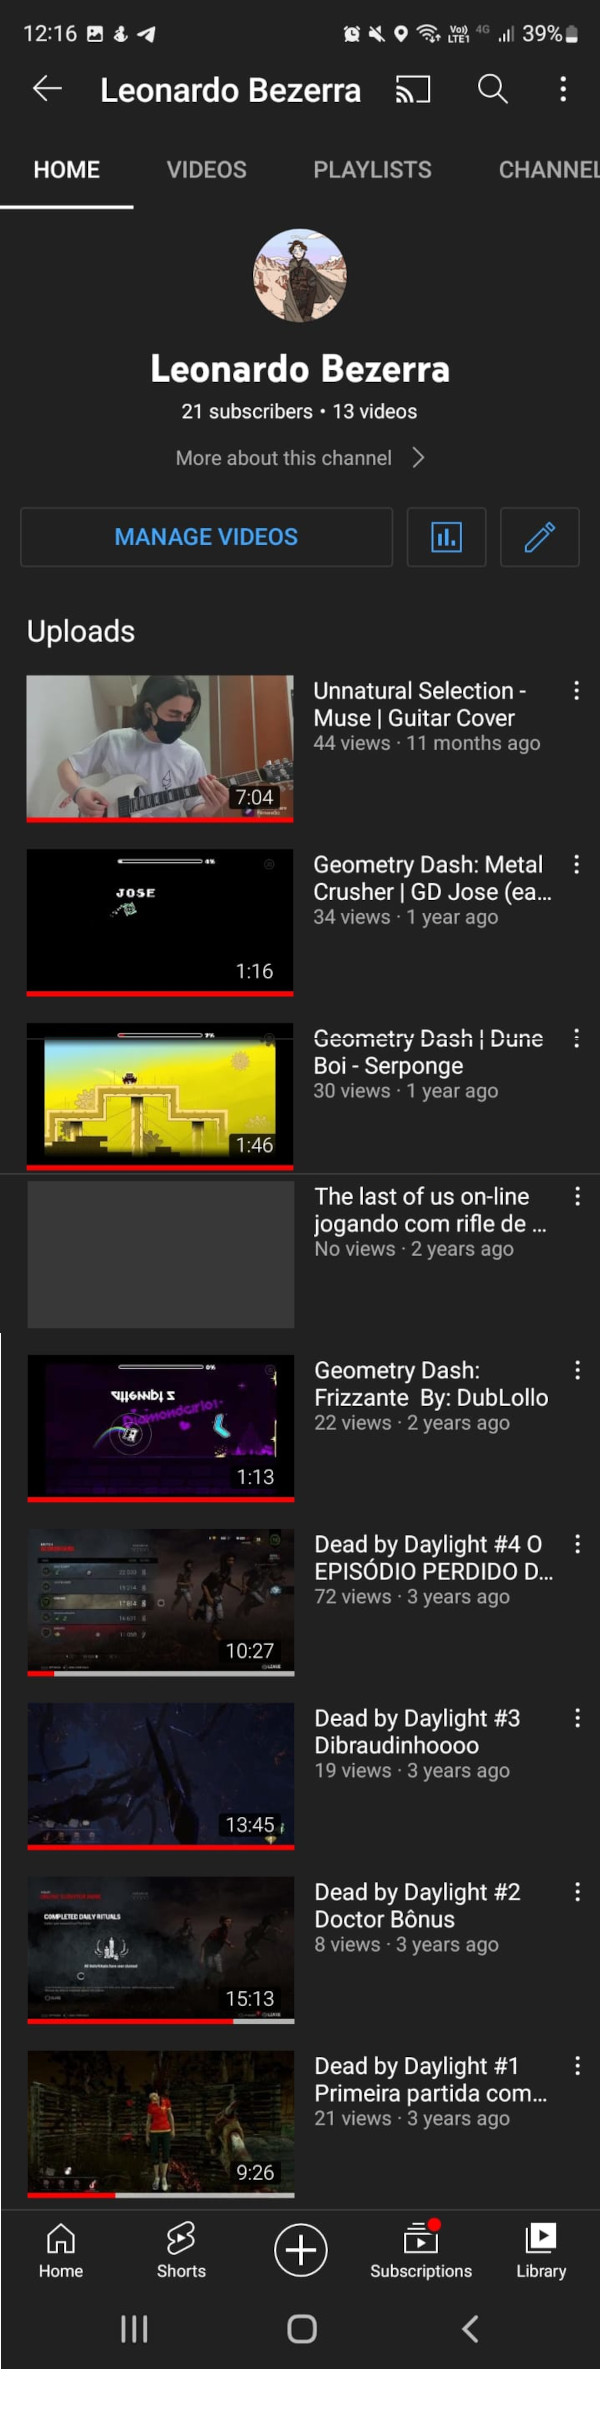 12:16
Vo)) LTE1 4G 39%
Leonardo Bezerra
HOME VIDEOS PLAYLISTS CHANNEL
Leonardo Bezerra
21 subscribers • 13 videos
More about this channel
MANAGE VIDEOS
Uploads
Unnatural Selection -
Muse | Guitar Cover
44 views · 11 months ago
7:04
4%
JOSE
1:16
Geometry Dash: Metal
Crusher | GD Jose (ea...
34 views · 1 year ago
1:46
Geometry Dash | Dune
Boi - Serponge
30 views · 1 year ago
The last of us on-line
jogando com rifle de ...
No views · 2 years ago
0%
1:13
Geometry Dash:
Frizzante By: DubLollo
22 views · 2 years ago
10:27
Dead by Daylight #4 O
EPISÓDIO PERDIDO D...
72 views · 3 years ago
13:45
Dead by Daylight #3
Dibraudinhoooo
19 views · 3 years ago
COMPLETED DAILY RITUALS
15:13
Dead by Daylight #2
Doctor Bônus
8 views · 3 years ago
9:26
Dead by Daylight #1
Primeira partida com...
21 views · 3 years ago
Home Shorts Subscriptions Library